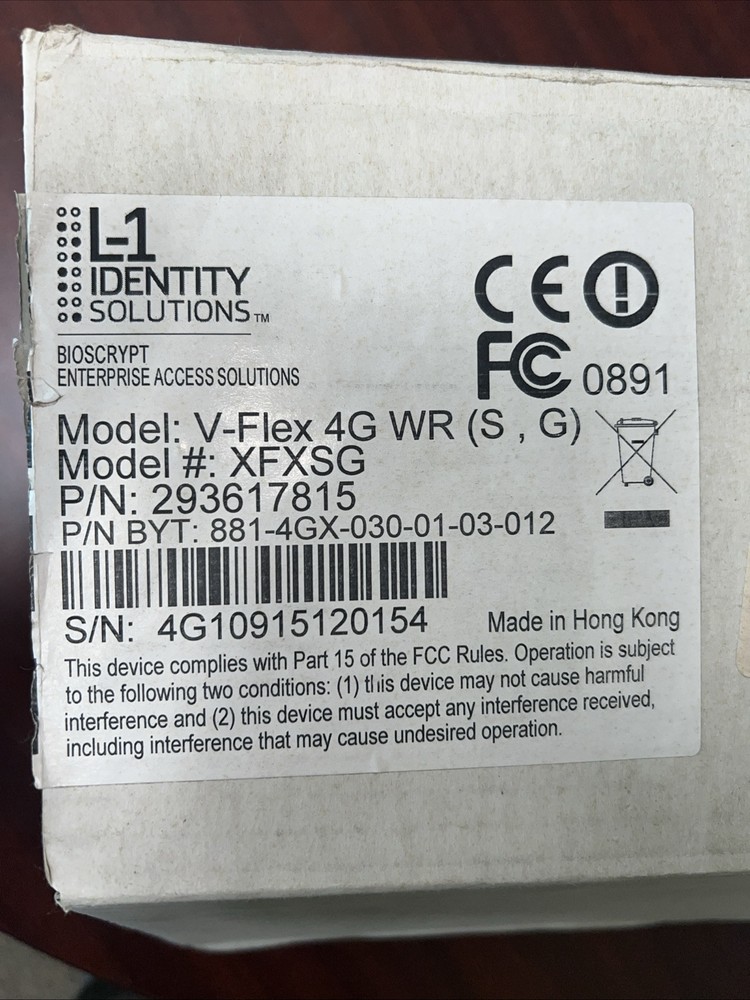 L-1
IDENTITY
SOLUTIONS™
BIOSCRYPT
ENTERPRISE ACCESS SOLUTIONS
CE
FC 0891
Model: V-Flex 4G WR (S , G)
Model #: XFXSG
P/N: 293617815
P/N BYT: 881-4GX-030-01-03-012
S/N: 4G10915120154 Made in Hong Kong
This device complies with Part 15 of the FCC Rules. Operation is subject
to the following two conditions: (1) this device may not cause harmful
interference and (2) this device must accept any interference received,
including interference that may cause undesired operation.